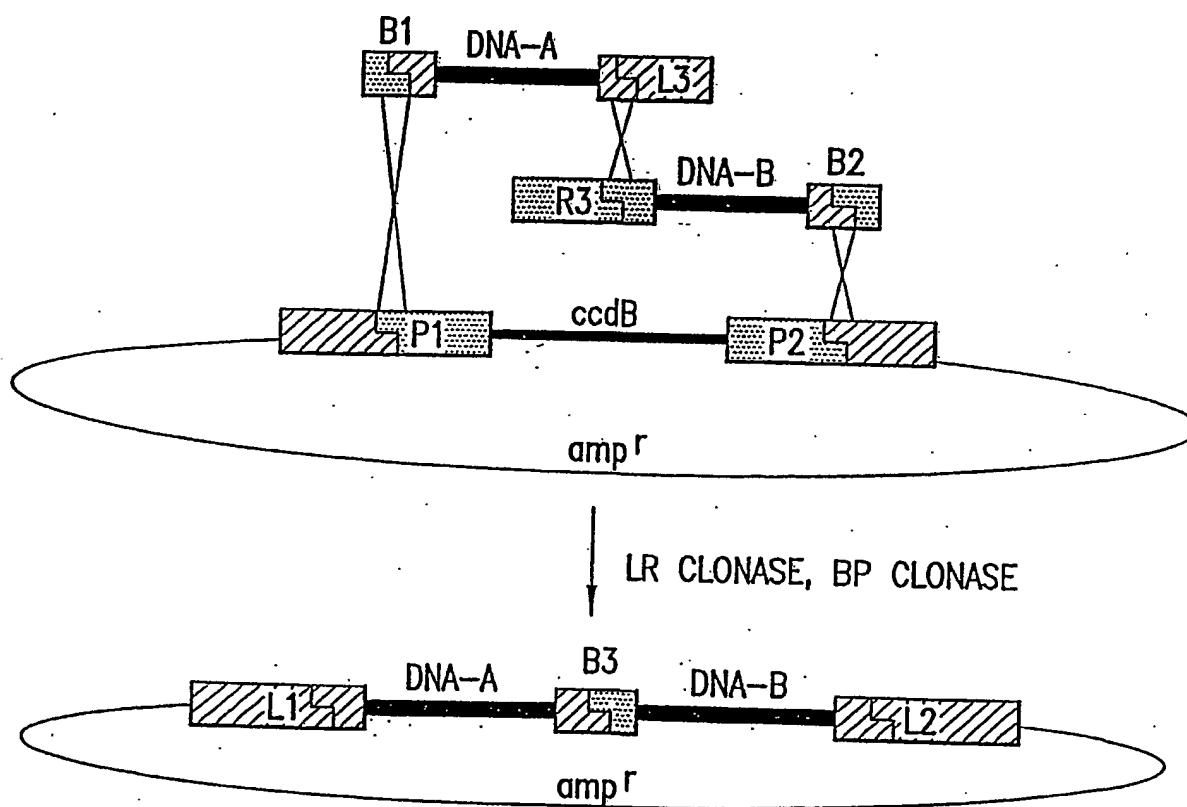 B1 DNA-A L3
R3 DNA-B B2
P1 ccdB P2
amp r
LR CLONASE, BP CLONASE
L1 DNA-A B3 DNA-B L2
amp r